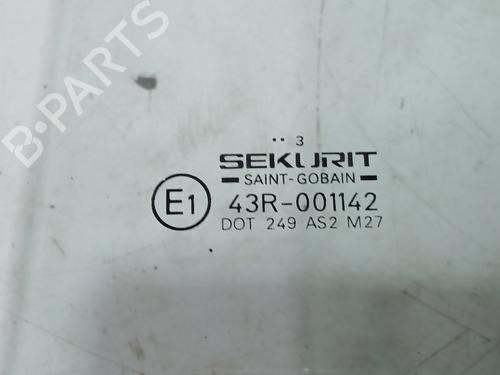 B-PARTS
¨ 3
SEKURIT
SAINT-GOBAIN
E1 43R-001142
DOT 249 AS2 M27